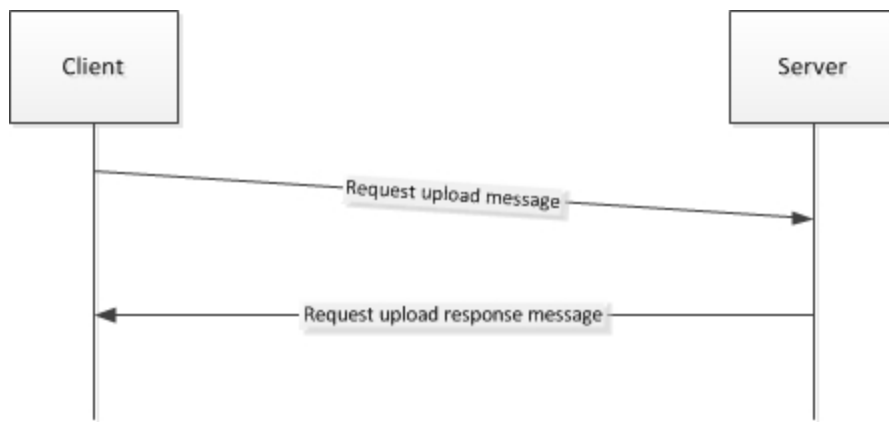 Client
Server
Request upload message
Request upload response message